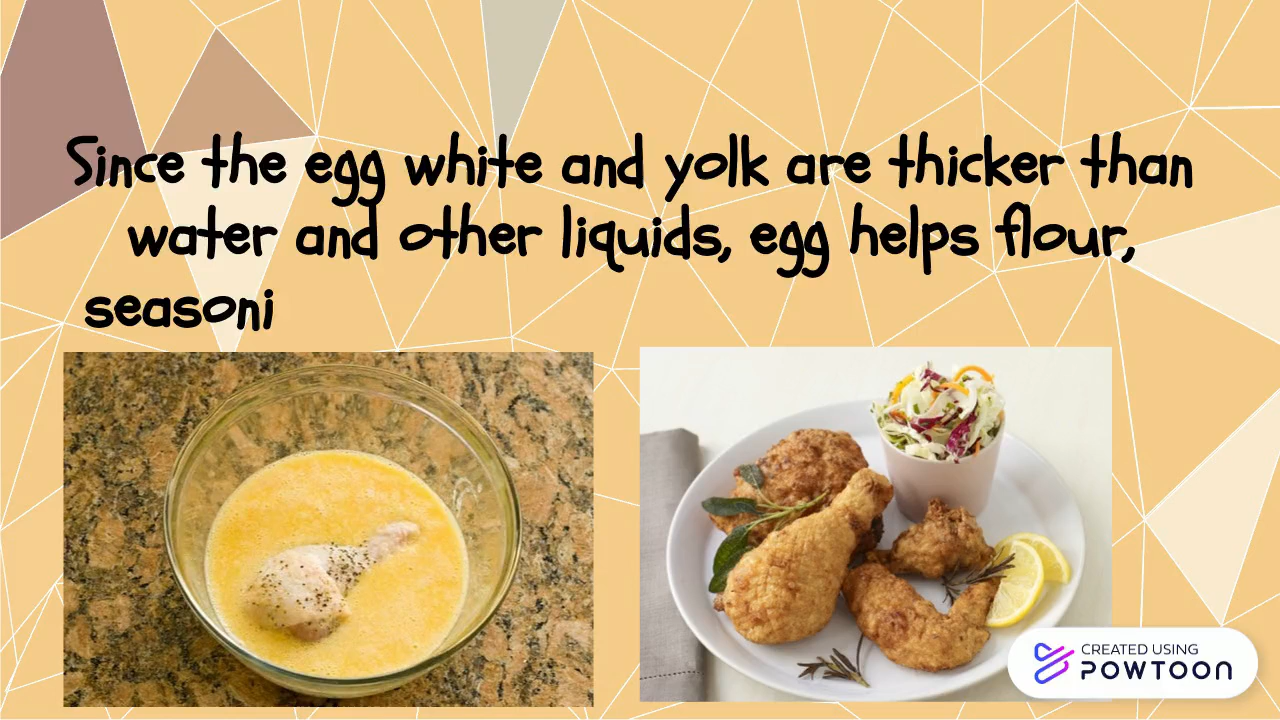 Since the egg white and yolk are thicker than
water and other liquids, egg helps flour,
seasoni
CREATED USING
POWTOON